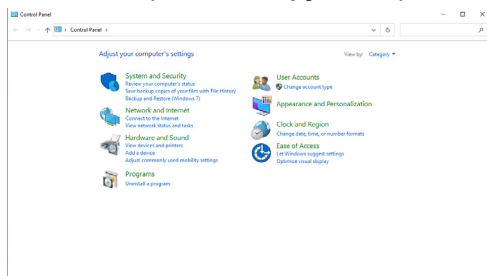 Control Panel
Control Panel
Adjust your computer's settings
View by: Category
System and Security
Review your computer's status
Save backup copies of your files with File History
Backup and Restore (Windows 7)
Network and Internet
Connect to the Internet
View network status and tasks
Hardware and Sound
View devices and printers
Add a device
Adjust commonly used mobility settings
Programs
Uninstall a program
User Accounts
Change account type
Appearance and Personalization
Clock and Region
Change date, time, or number formats
Ease of Access
Let Windows suggest settings
Optimize visual display